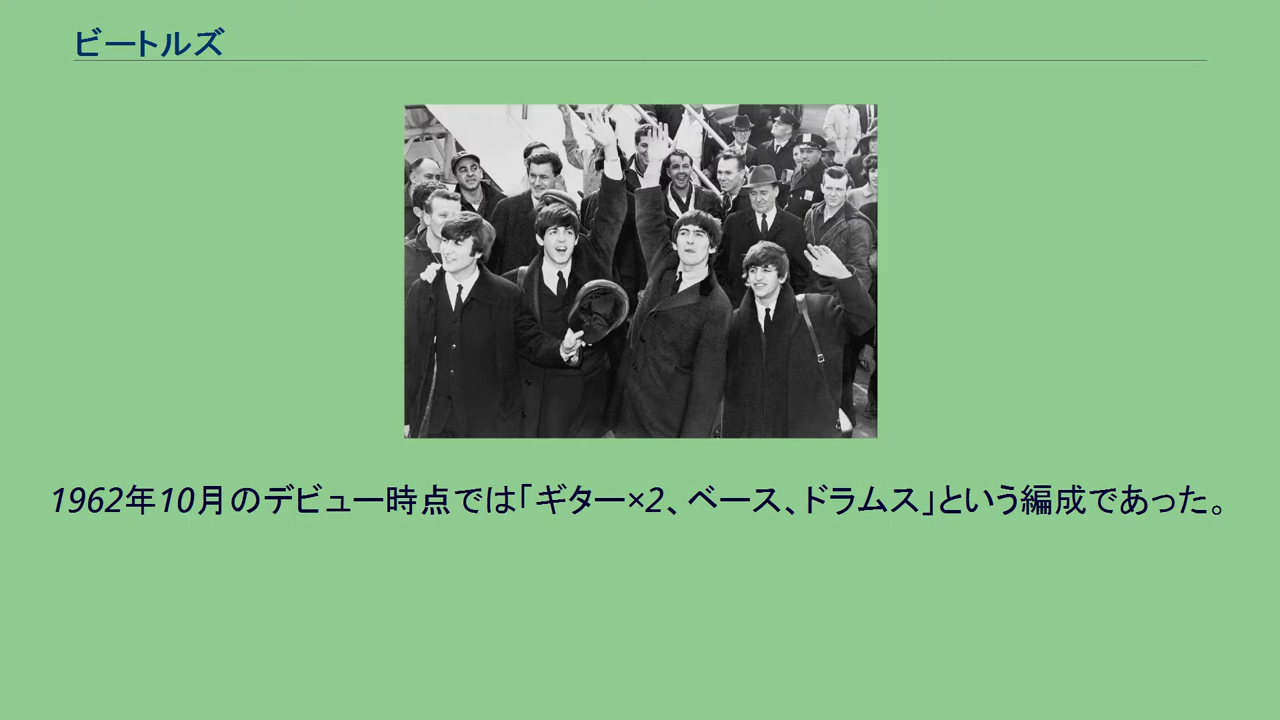 ビートルズ
1962年10月のデビュー時点では「ギター×2、ベース、ドラムス」という編成であった。